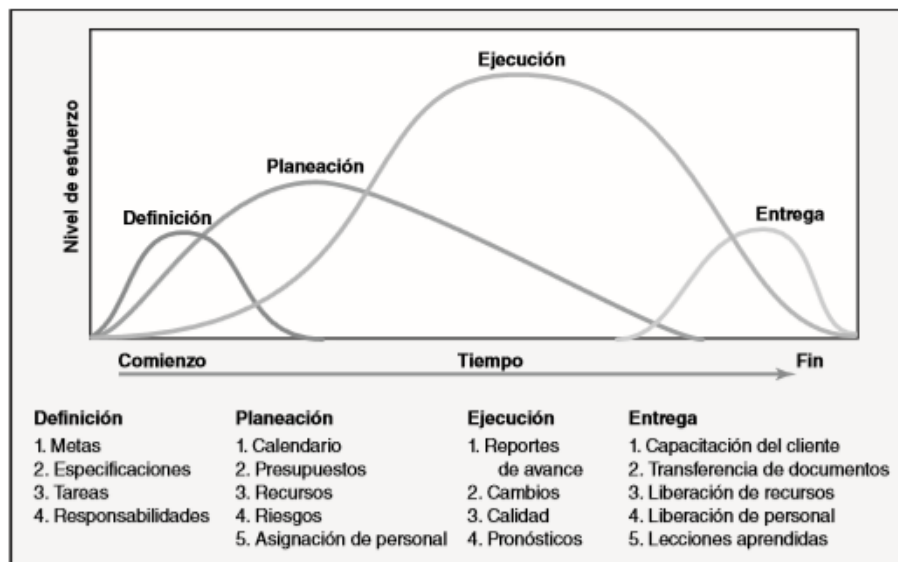 Ejecución
Planeación
Definición
Entrega
Nivel de esfuerzo
Comienzo Tiempo Fin
Definición
1. Metas
2. Especificaciones
3. Tareas
4. Responsabilidades
Planeación
1. Calendario
2. Presupuestos
3. Recursos
4. Riesgos
5. Asignación de personal
Ejecución
1. Reportes
de avance
2. Cambios
3. Calidad
4. Pronósticos
Entrega
1. Capacitación del cliente
2. Transferencia de documentos
3. Liberación de recursos
4. Liberación de personal
5. Lecciones aprendidas